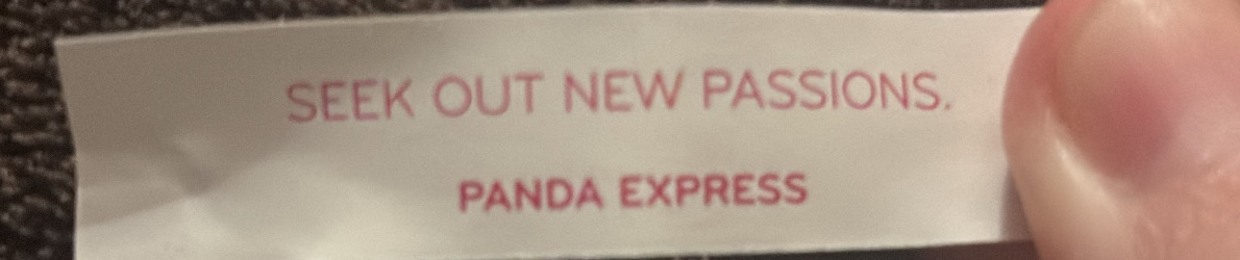 SEEK OUT NEW PASSIONS.
PANDA EXPRESS